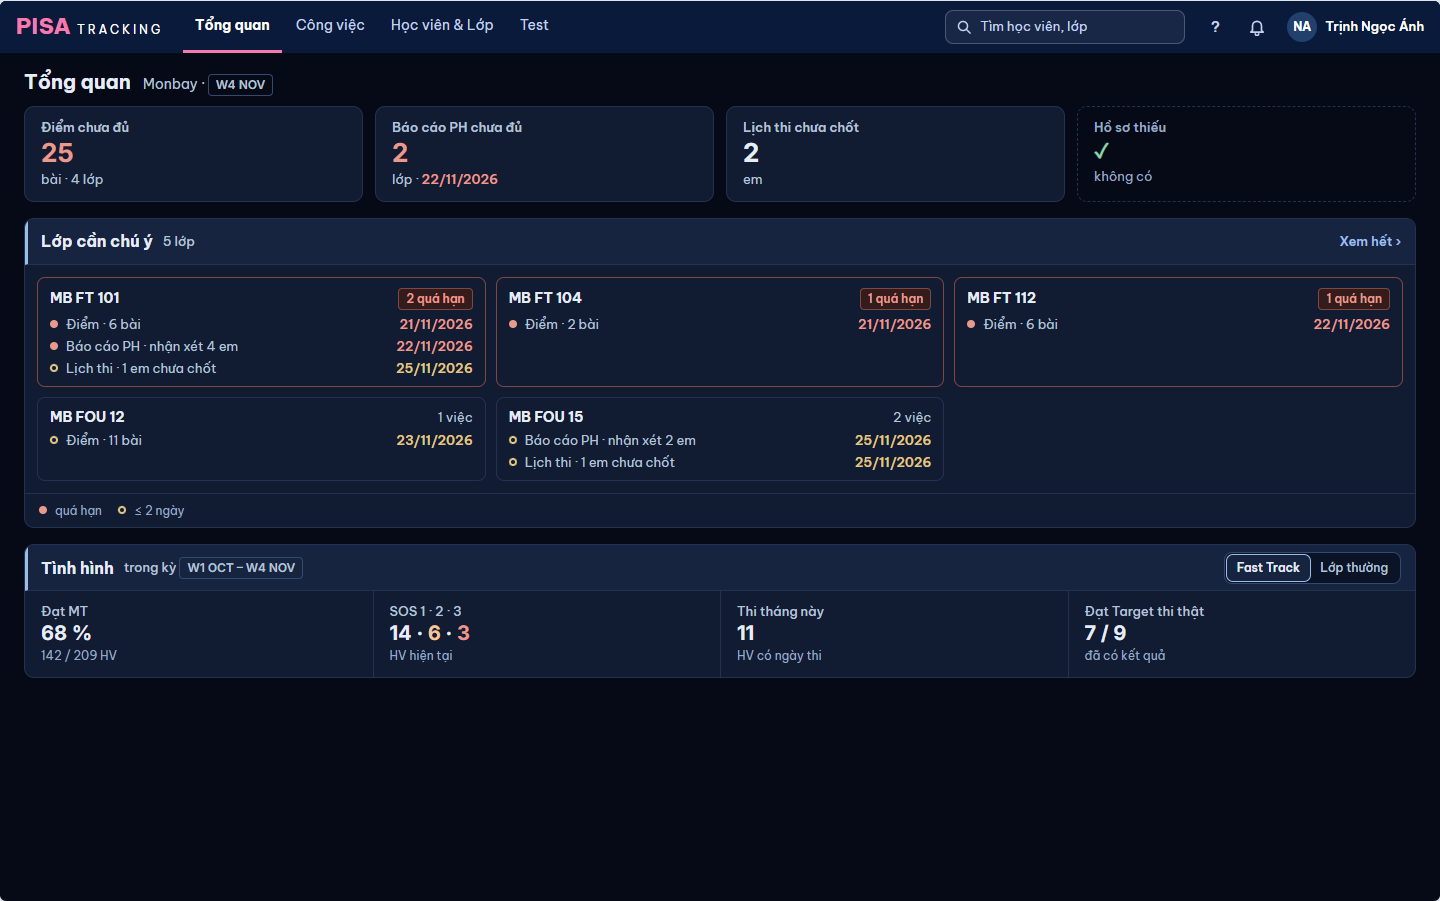 PISA TRACKING Tổng quan Công việc Học viên & Lớp Test Tìm học viên, lớp ? NA Trịnh Ngọc Ánh
Tổng quan Monbay · W4 NOV
Điểm chưa đủ
25
bài · 4 lớp
Báo cáo PH chưa đủ
2
lớp · 22/11/2026
Lịch thi chưa chốt
2
em
Hồ sơ thiếu
✓
không có
Lớp cần chú ý 5 lớp Xem hết ›
MB FT 101 2 quá hạn
Điểm · 6 bài 21/11/2026
Báo cáo PH · nhận xét 4 em 22/11/2026
Lịch thi · 1 em chưa chốt 25/11/2026
MB FT 104 1 quá hạn
Điểm · 2 bài 21/11/2026
MB FT 112 1 quá hạn
Điểm · 6 bài 22/11/2026
MB FOU 12 1 việc
Điểm · 11 bài 23/11/2026
MB FOU 15 2 việc
Báo cáo PH · nhận xét 2 em 25/11/2026
Lịch thi · 1 em chưa chốt 25/11/2026
quá hạn ≤ 2 ngày
Tình hình trong kỳ W1 OCT – W4 NOV Fast Track Lớp thường
Đạt MT
68 %
142 / 209 HV
SOS 1 · 2 · 3
14 · 6 · 3
HV hiện tại
Thi tháng này
11
HV có ngày thi
Đạt Target thi thật
7 / 9
đã có kết quả